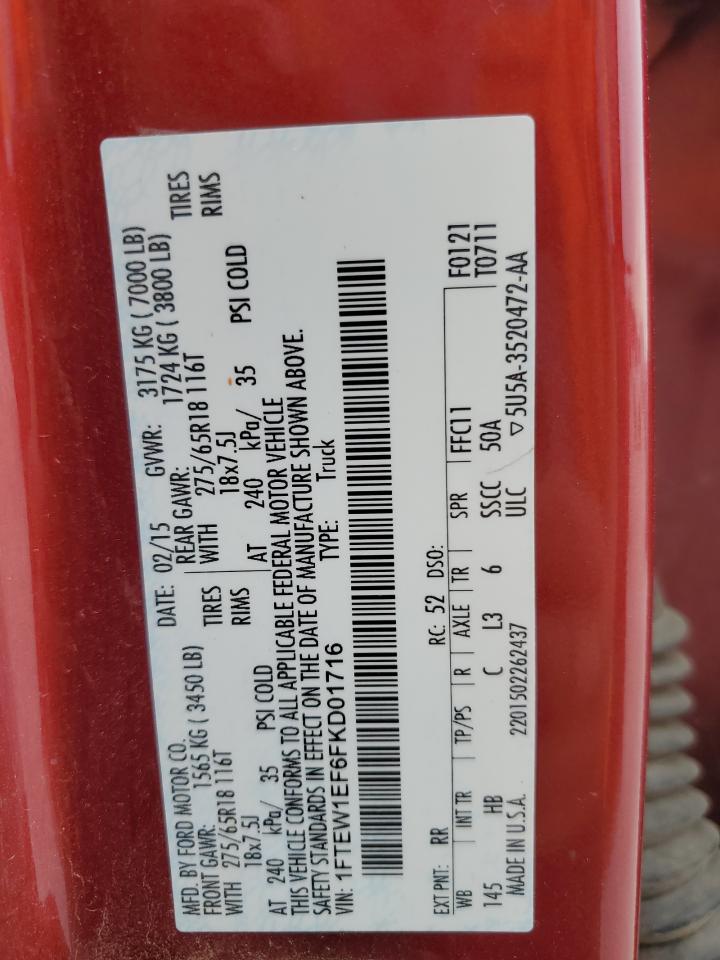 MFD. BY FORD MOTOR CO.
DATE: 02/15 GVWR: 3175 KG ( 7000 LB)
FRONT GAWR: 1565 KG ( 3450 LB)
REAR GAWR: 1724 KG ( 3800 LB)
WITH 275/65R18 116T TIRES
WITH 275/65R18 116T TIRES
18x7.5J RIMS
18x7.5J RIMS
AT 240 kPa/ 35 PSI COLD
AT 240 kPa/ 35 PSI COLD
THIS VEHICLE CONFORMS TO ALL APPLICABLE FEDERAL MOTOR VEHICLE
SAFETY STANDARDS IN EFFECT ON THE DATE OF MANUFACTURE SHOWN ABOVE.
VIN: 1FTEW1EF6FKD01716 TYPE: Truck
EXT PNT: RR RC: 52 DSO: F0121
WB INT TR TP/PS R AXLE TR SPR FFC11 T0711
145 HB C L3 6 SSCC 50A
MADE IN U.S.A. 2201502262437 ULC ▽5U5A-3520472-AA